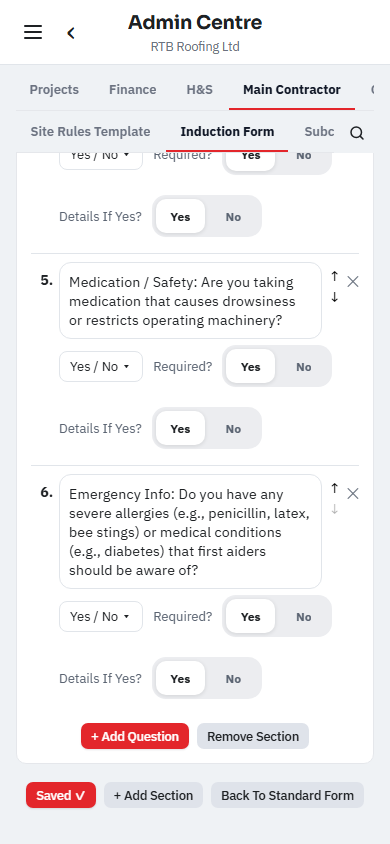 Admin Centre
RTB Roofing Ltd
Projects Finance H&S Main Contractor
Site Rules Template Induction Form Subc
Yes / No Required? Yes No
Details If Yes? Yes No
5. Medication / Safety: Are you taking
medication that causes drowsiness
or restricts operating machinery?
Yes / No Required? Yes No
Details If Yes? Yes No
6. Emergency Info: Do you have any
severe allergies (e.g., penicillin, latex,
bee stings) or medical conditions
(e.g., diabetes) that first aiders
should be aware of?
Yes / No Required? Yes No
Details If Yes? Yes No
+ Add Question Remove Section
Saved ✓ + Add Section Back To Standard Form